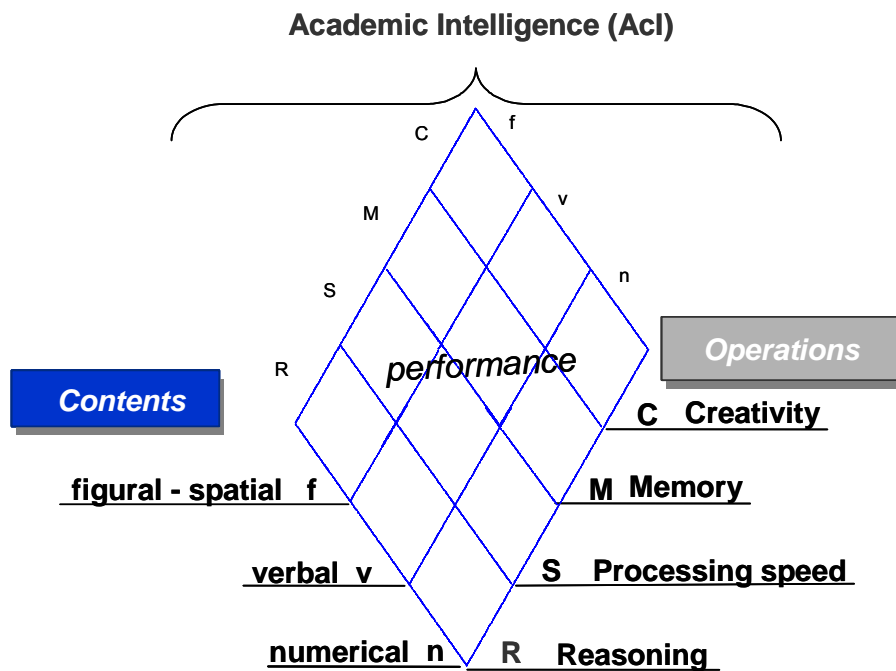 Academic Intelligence (AcI)
C f
M v
S n
R
performance
Operations
Contents
C Creativity
figural - spatial f
M Memory
verbal v
S Processing speed
numerical n
R Reasoning